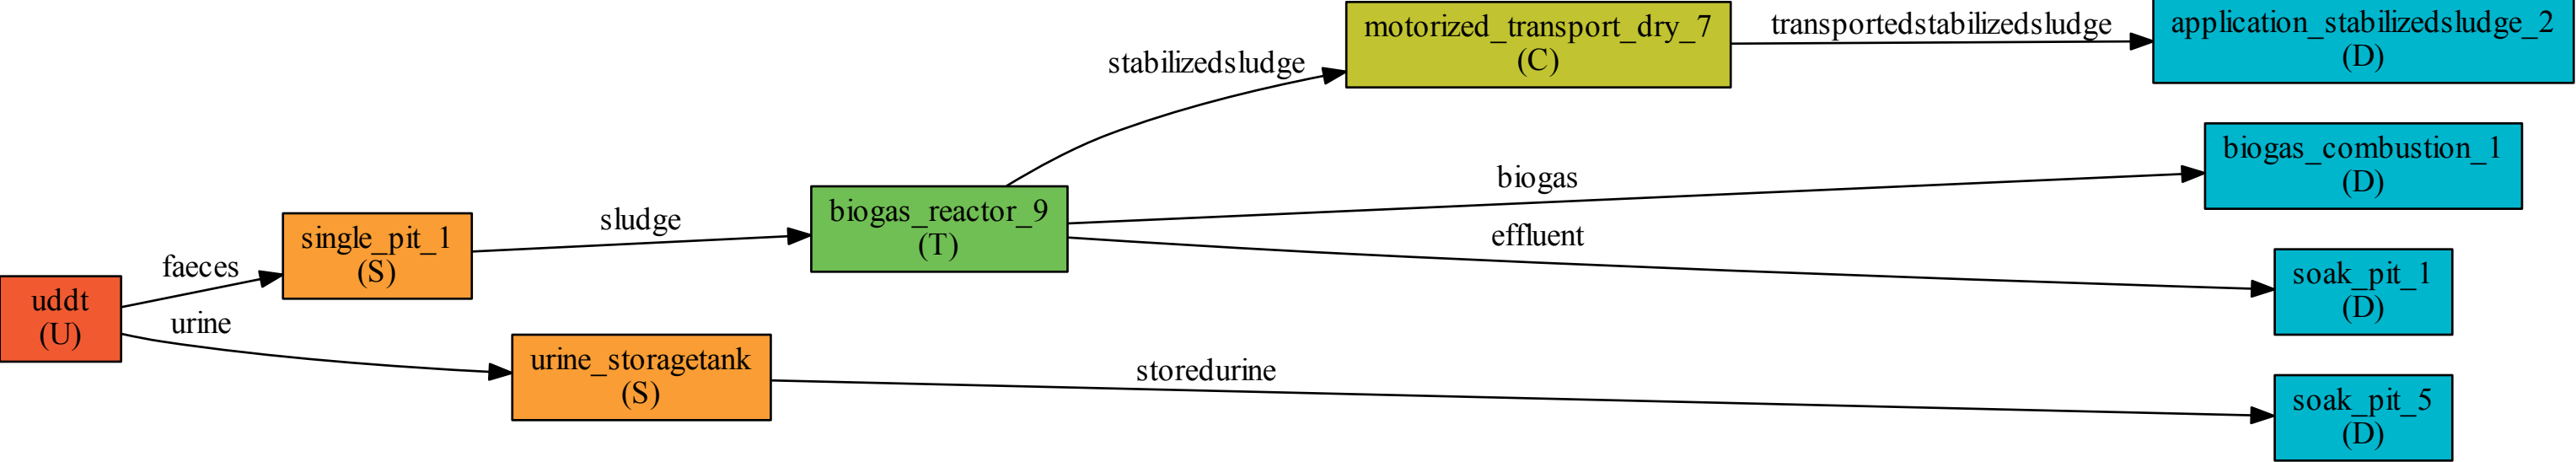 motorized_transport_dry_7
(C)
transportedstabilizedsludge
application_stabilizedsludge_2
(D)
stabilizedsludge
biogas_combustion_1
(D)
biogas
biogas_reactor_9
(T)
sludge
single_pit_1
(S)
effluent
faeces
soak_pit_1
(D)
uddt
(U)
urine
urine_storagetank
(S)
storedurine
soak_pit_5
(D)